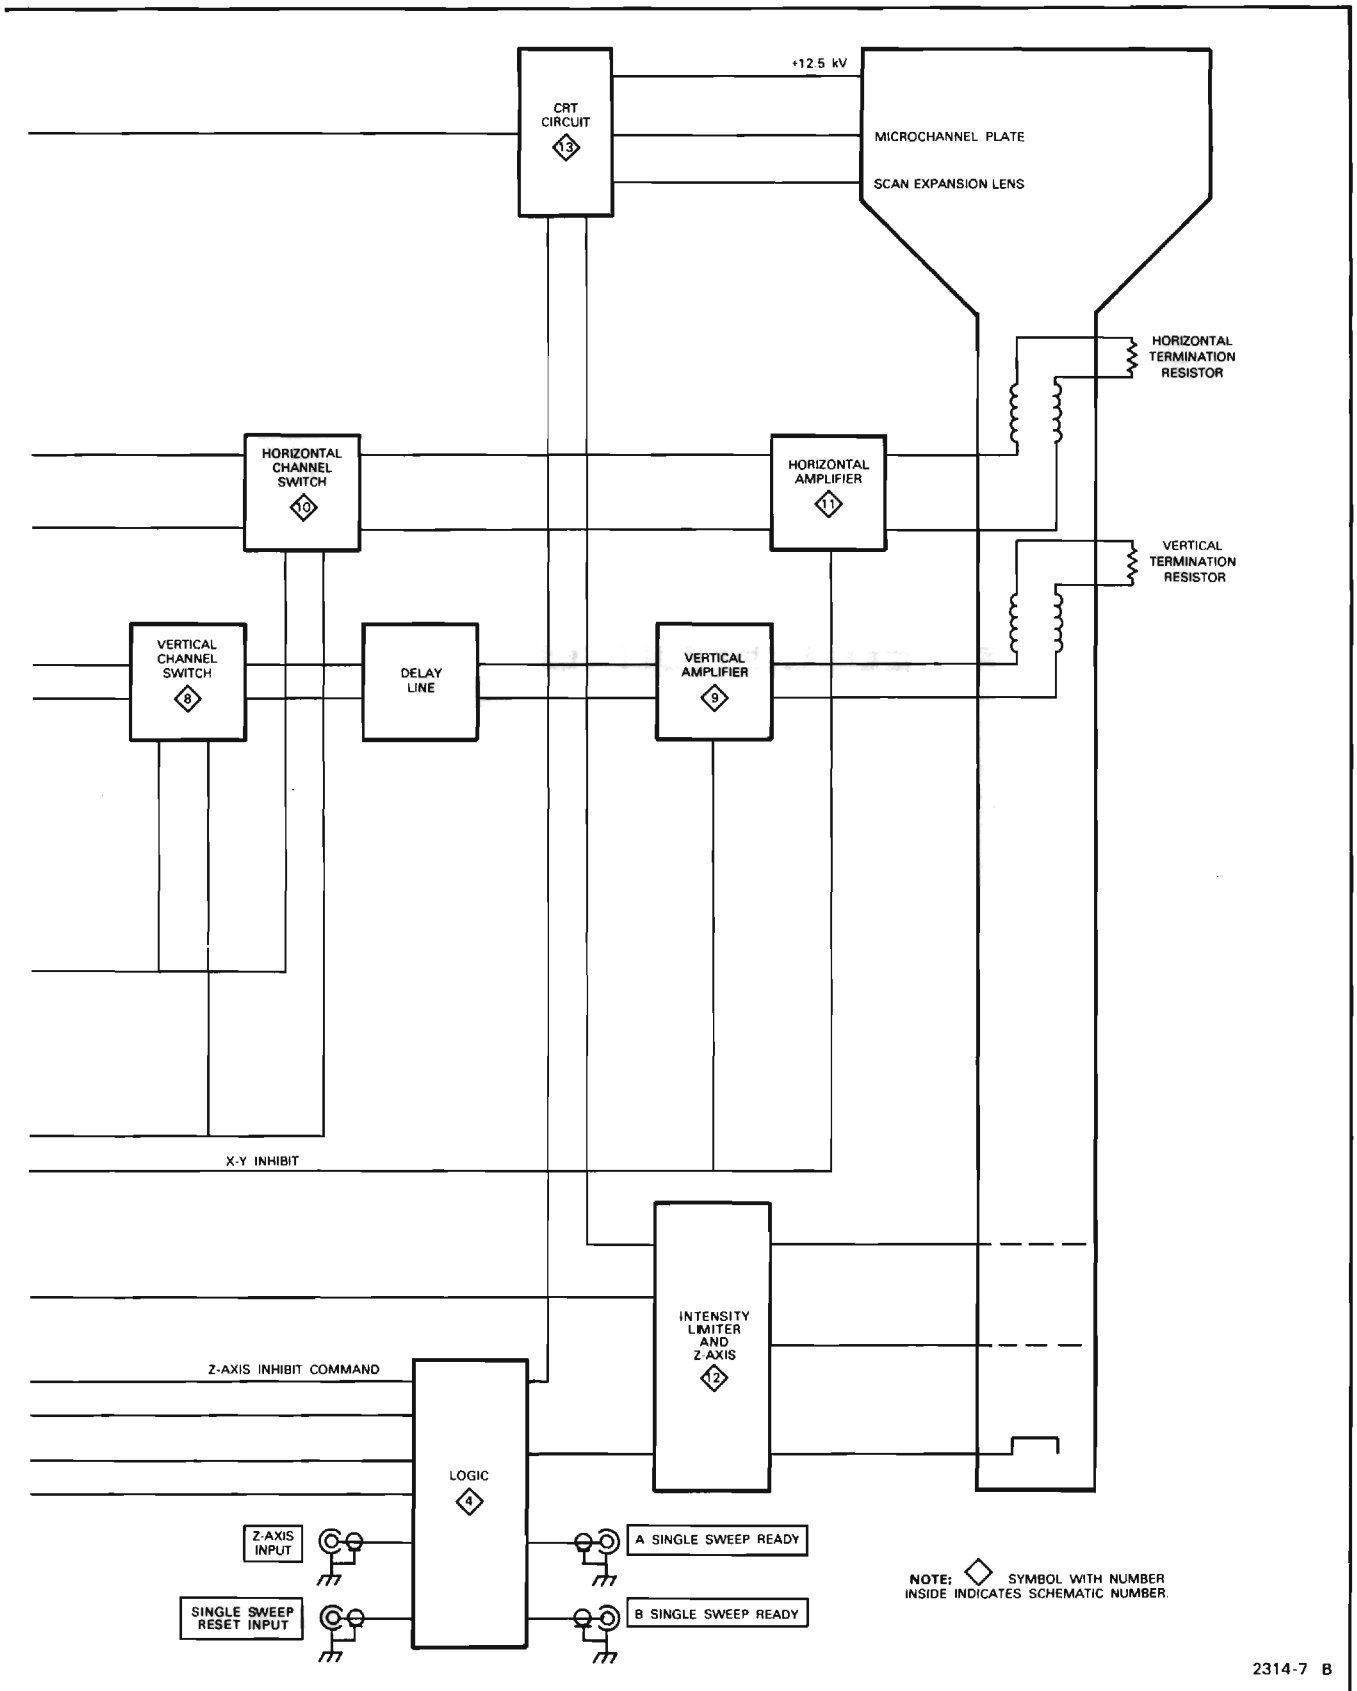 +12.5 kV
CRT
CIRCUIT
13
MICROCHANNEL PLATE
SCAN EXPANSION LENS
HORIZONTAL
TERMINATION
RESISTOR
HORIZONTAL
CHANNEL
SWITCH
10
HORIZONTAL
AMPLIFIER
11
VERTICAL
TERMINATION
RESISTOR
VERTICAL
CHANNEL
SWITCH
8
DELAY
LINE
VERTICAL
AMPLIFIER
9
X-Y INHIBIT
INTENSITY
LIMITER
AND
Z-AXIS
12
Z-AXIS INHIBIT COMMAND
LOGIC
4
Z-AXIS
INPUT
A SINGLE SWEEP READY
SINGLE SWEEP
RESET INPUT
B SINGLE SWEEP READY
NOTE: SYMBOL WITH NUMBER
INSIDE INDICATES SCHEMATIC NUMBER.
2314-7 B